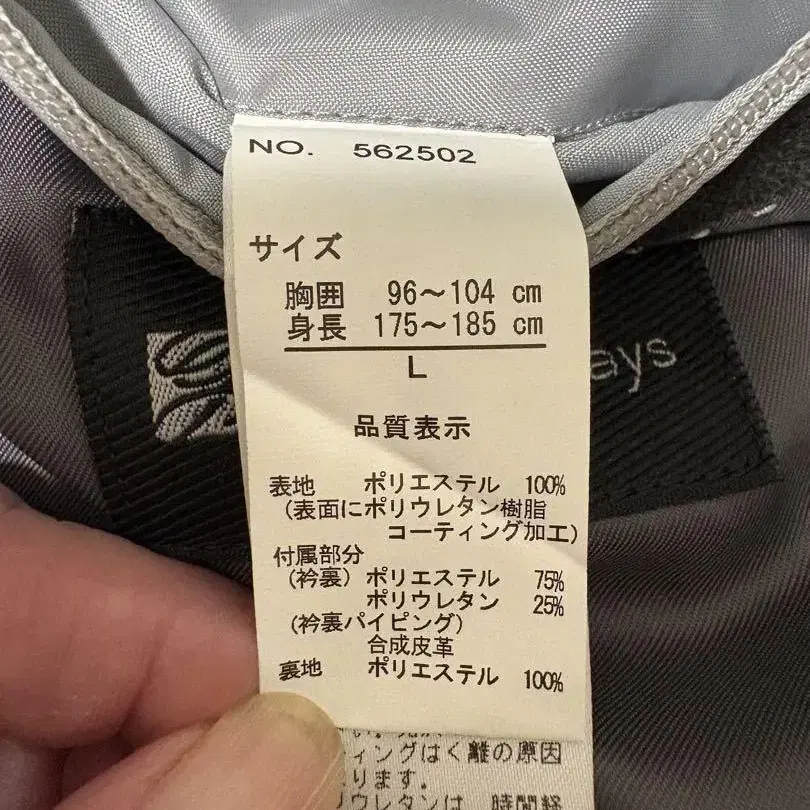 NO. 562502
サイズ
胸囲 96〜104 cm
身長 175〜185 cm
L
ays
品質表示
表地 ポリエステル 100%
(表面にポリウレタン樹脂
コーティング加工)
付属部分
(衿裏) ポリエステル 75%
ポリウレタン 25%
(衿裏パイピング)
合成皮革
裏地 ポリエステル 100%
ィングはく離の原因
ります。
リウレタンは、時間経